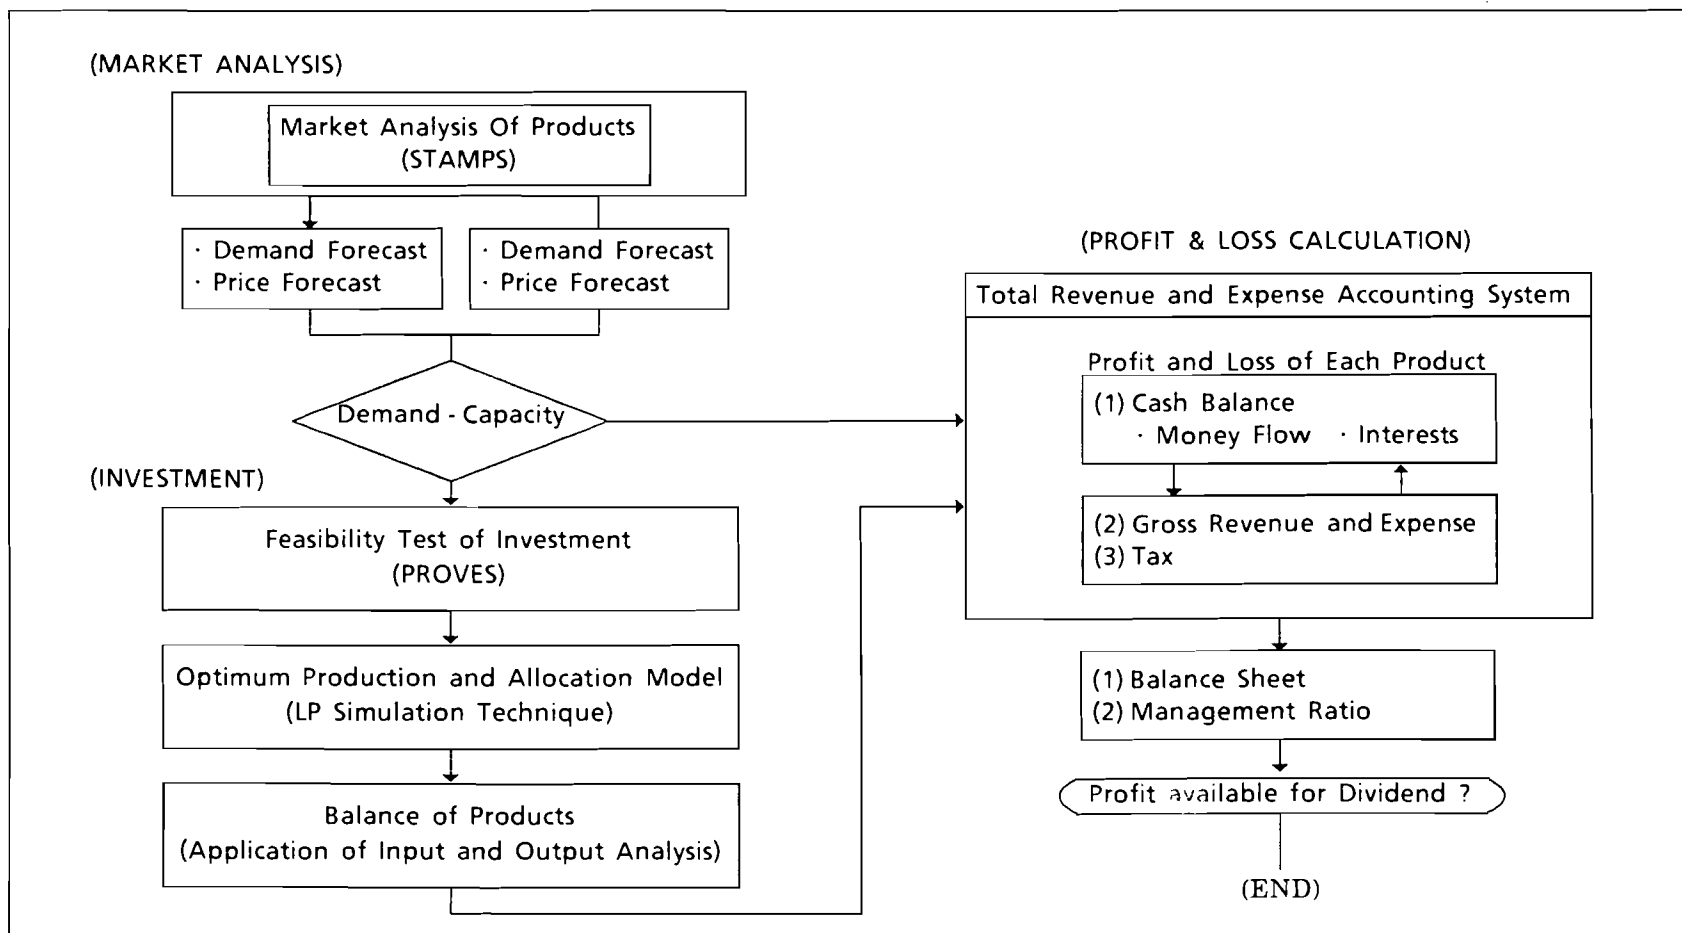 (MARKET ANALYSIS)
Market Analysis Of Products
(STAMPS)
· Demand Forecast
· Price Forecast
· Demand Forecast
· Price Forecast
Demand - Capacity
(INVESTMENT)
Feasibility Test of Investment
(PROVES)
Optimum Production and Allocation Model
(LP Simulation Technique)
Balance of Products
(Application of Input and Output Analysis)
(PROFIT & LOSS CALCULATION)
Total Revenue and Expense Accounting System
Profit and Loss of Each Product
(1) Cash Balance
· Money Flow · Interests
(2) Gross Revenue and Expense
(3) Tax
(1) Balance Sheet
(2) Management Ratio
Profit available for Dividend ?
(END)